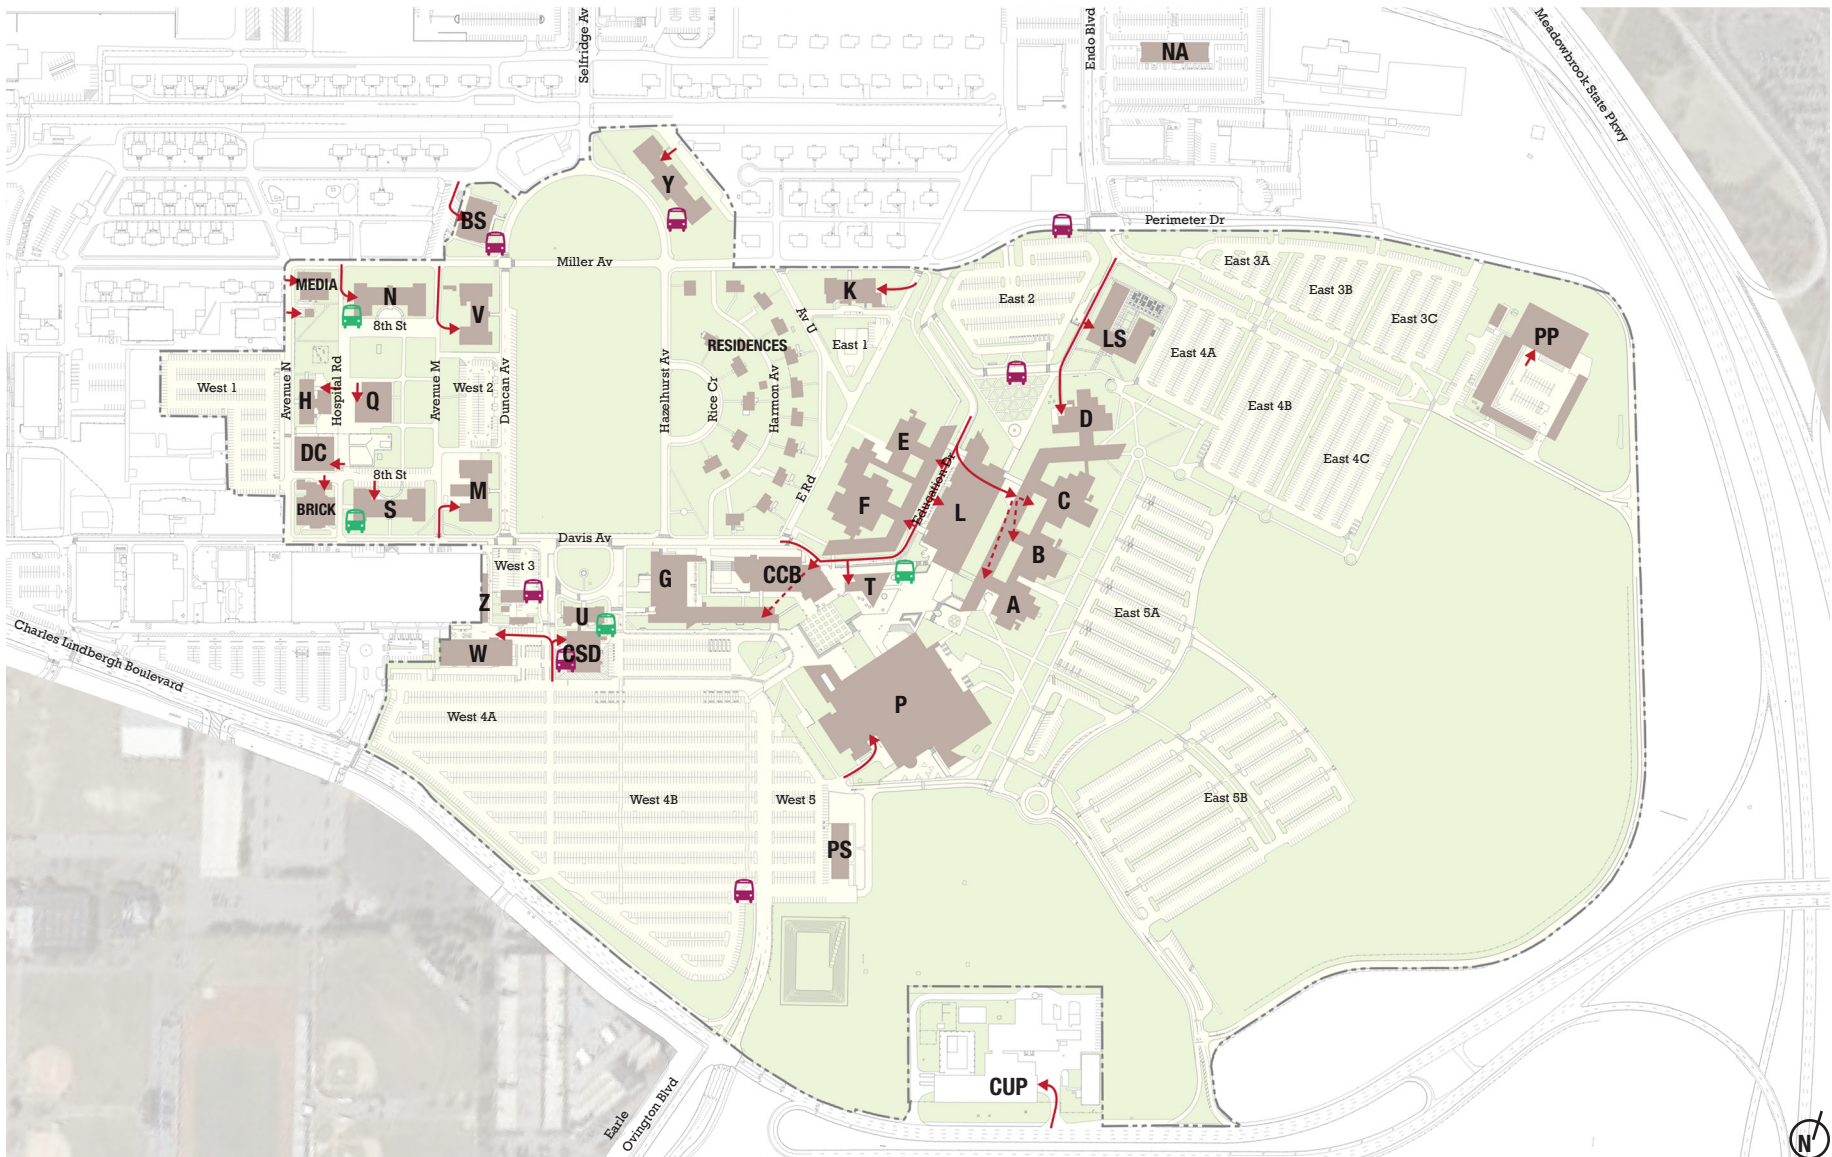 Selfridge Av
Endo Blvd
NA
Meadowbrook State Pkwy
Y
BS
Perimeter Dr
Miller Av
East 3A
MEDIA
N
K
East 2
East 3B
8th St
V
Av U
East 3C
LS
PP
RESIDENCES
East 1
East 4A
West 1
Avenue N
H
Hospital Rd
Q
Avenue M
West 2
Duncan Av
Hazelhurst Av
Rice Cr
Harmon Av
D
East 4B
DC
E
East 4C
8th St
BRICK
S
M
E Rd
F
Education Dr
L
C
Davis Av
West 3
G
CCB
T
B
Z
U
A
East 5A
Charles Lindbergh Boulevard
W
CSD
P
West 4A
West 4B
West 5
East 5B
PS
CUP
Earle
Ovington Blvd
N